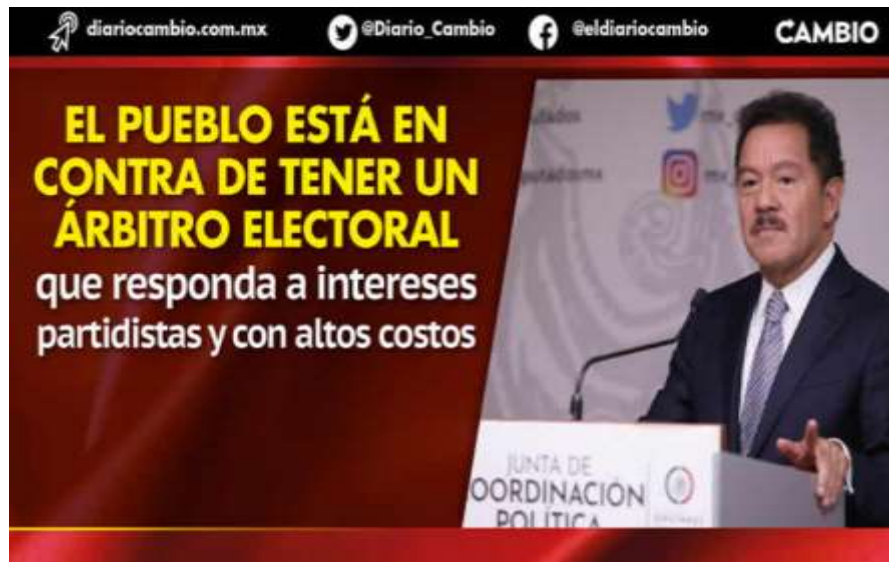 diariocambio.com.mx @Diario_Cambio @eldiariocambio CAMBIO
EL PUEBLO ESTÁ EN
CONTRA DE TENER UN
ÁRBITRO ELECTORAL
que responda a intereses
partidistas y con altos costos
JUNTA DE
OORDINACIÓN
POLÍTICA